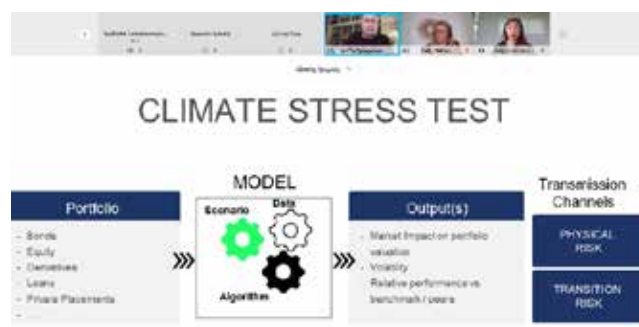 CLIMATE STRESS TEST
Portfolio
- Bonds
- Equity
- Derivatives
- Loans
- Private Placements
MODEL
Scenario
Data
Algorithm
Output(s)
- Market Impact on portfolio
valuation
- Volatility
Relative performance vs
benchmark / peers
Transmission
Channels
PHYSICAL
RISK
TRANSITION
RISK